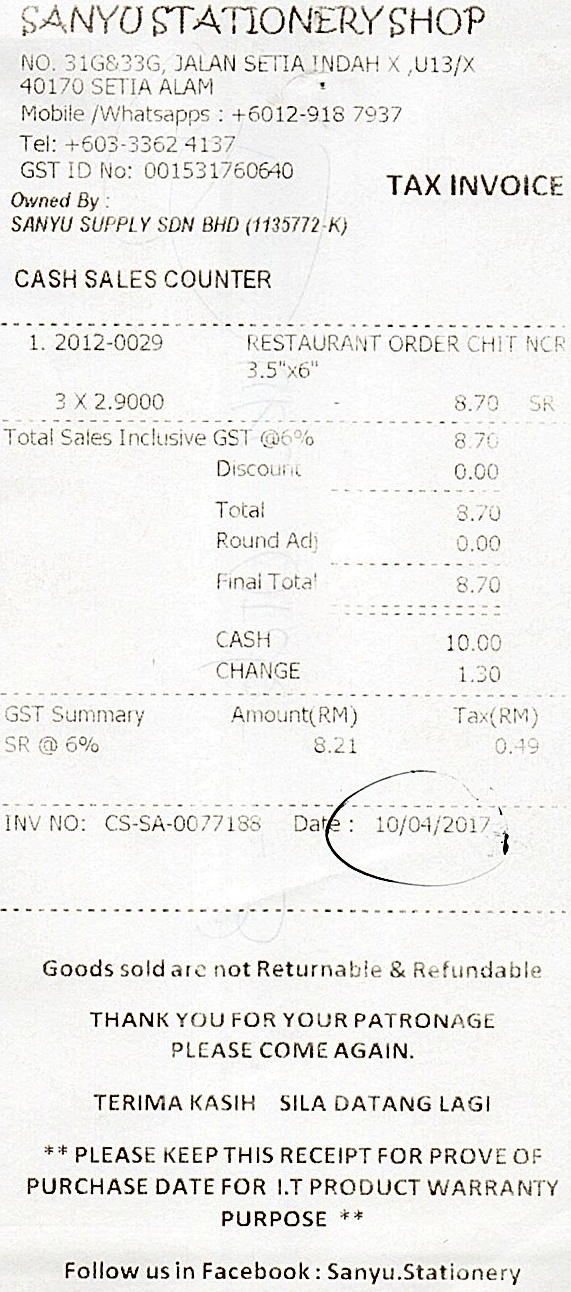 SANYU STATIONERY SHOP
NO. 31G&33G, JALAN SETIA INDAH X ,U13/X
40170 SETIA ALAM
Mobile /Whatsapps : +6012-918 7937
Tel: +603-3362 4137
GST ID No: 001531760640
TAX INVOICE
Owned By :
SANYU SUPPLY SDN BHD (1135772-K)
CASH SALES COUNTER
1. 2012-0029 RESTAURANT ORDER CHIT NCR
3.5"x6"
3 X 2.9000 - 8.70 SR
Total Sales Inclusive GST @6% 8.70
Discount 0.00
Total 8.70
Round Adj 0.00
Final Total 8.70
CASH 10.00
CHANGE 1.30
GST Summary Amount(RM) Tax(RM)
SR @ 6% 8.21 0.49
INV NO: CS-SA-0077188 Date : 10/04/2017
Goods sold are not Returnable & Refundable
THANK YOU FOR YOUR PATRONAGE
PLEASE COME AGAIN.
TERIMA KASIH SILA DATANG LAGI
** PLEASE KEEP THIS RECEIPT FOR PROVE OF
PURCHASE DATE FOR I.T PRODUCT WARRANTY
PURPOSE **
Follow us in Facebook : Sanyu.Stationery